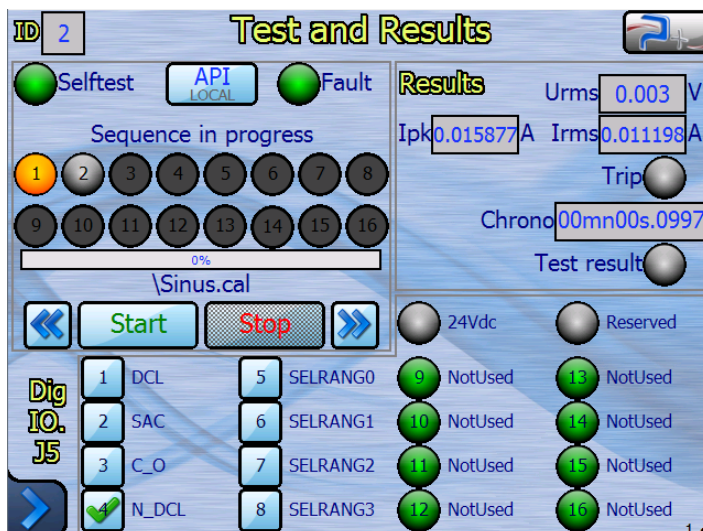 ID 2 Test and Results
Selftest API LOCAL Fault
Sequence in progress
1 2 3 4 5 6 7 8
9 10 11 12 13 14 15 16
0%
\Sinus.cal
Start Stop
Results
Urms 0.003 V
Ipk 0.015877 A Irms 0.011198 A
Trip
Chrono 00mn00s.0997
Test result
24Vdc Reserved
Dig
IO.
J5
1 DCL 5 SELRANG0 9 NotUsed 13 NotUsed
2 SAC 6 SELRANG1 10 NotUsed 14 NotUsed
3 C_O 7 SELRANG2 11 NotUsed 15 NotUsed
4 N_DCL 8 SELRANG3 12 NotUsed 16 NotUsed